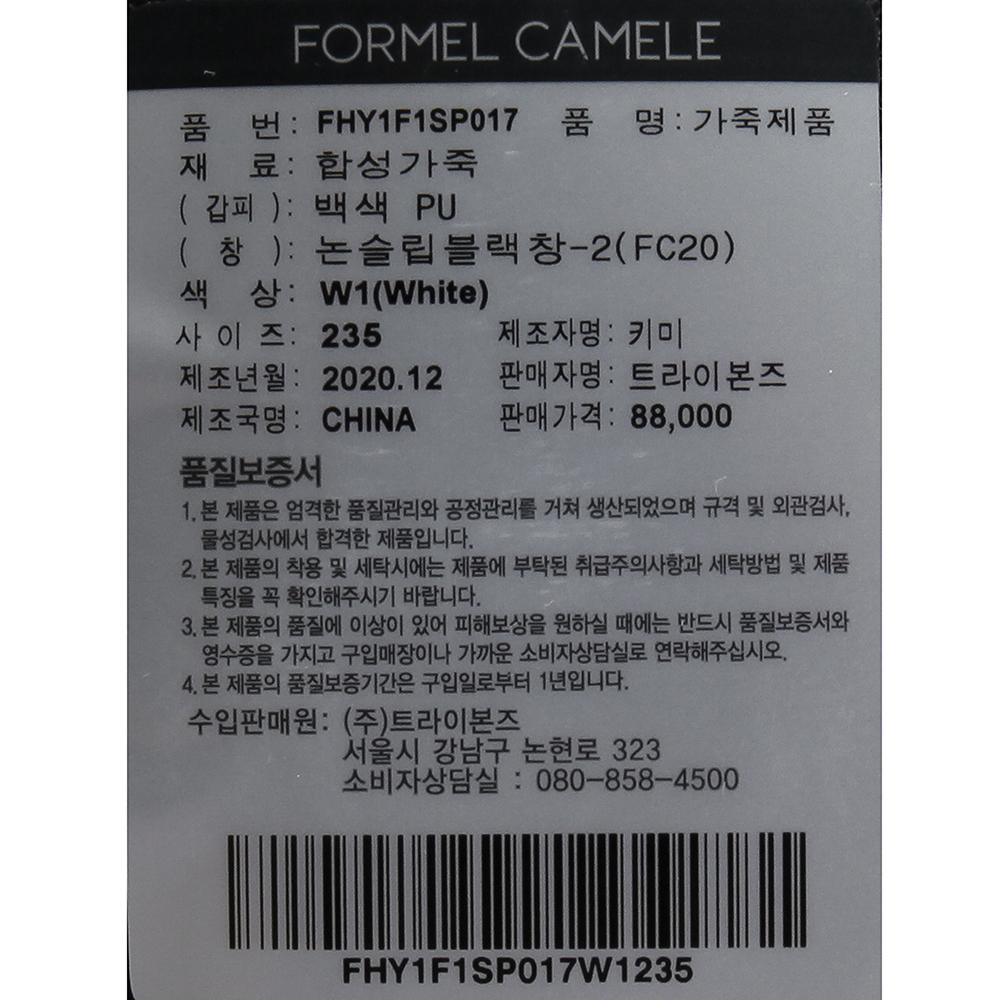 FORMEL CAMELE
품 번: FHY1F1SP017 품 명: 가죽제품
재 료: 합성가죽
( 갑피 ): 백색 PU
( 창 ): 논슬립블랙창-2(FC20)
색 상: W1(White)
사 이 즈: 235 제조자명: 키미
제조년월: 2020.12 판매자명: 트라이본즈
제조국명: CHINA 판매가격: 88,000
품질보증서
1. 본 제품은 엄격한 품질관리와 공정관리를 거쳐 생산되었으며 규격 및 외관검사,
물성검사에서 합격한 제품입니다.
2. 본 제품의 착용 및 세탁시에는 제품에 부탁된 취급주의사항과 세탁방법 및 제품
특징을 꼭 확인해주시기 바랍니다.
3. 본 제품의 품질에 이상이 있어 피해보상을 원하실 때에는 반드시 품질보증서와
영수증을 가지고 구입매장이나 가까운 소비자상담실로 연락해주십시오.
4. 본 제품의 품질보증기간은 구입일로부터 1년입니다.
수입판매원: (주)트라이본즈
서울시 강남구 논현로 323
소비자상담실 : 080-858-4500
FHY1F1SP017W1235